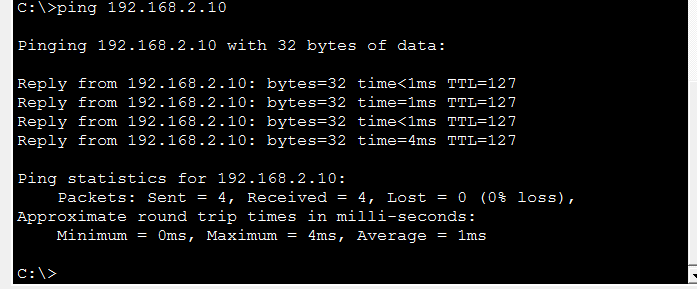 C:\>ping 192.168.2.10
Pinging 192.168.2.10 with 32 bytes of data:
Reply from 192.168.2.10: bytes=32 time<1ms TTL=127
Reply from 192.168.2.10: bytes=32 time=1ms TTL=127
Reply from 192.168.2.10: bytes=32 time<1ms TTL=127
Reply from 192.168.2.10: bytes=32 time=4ms TTL=127
Ping statistics for 192.168.2.10:
    Packets: Sent = 4, Received = 4, Lost = 0 (0% loss),
Approximate round trip times in milli-seconds:
    Minimum = 0ms, Maximum = 4ms, Average = 1ms
C:\>